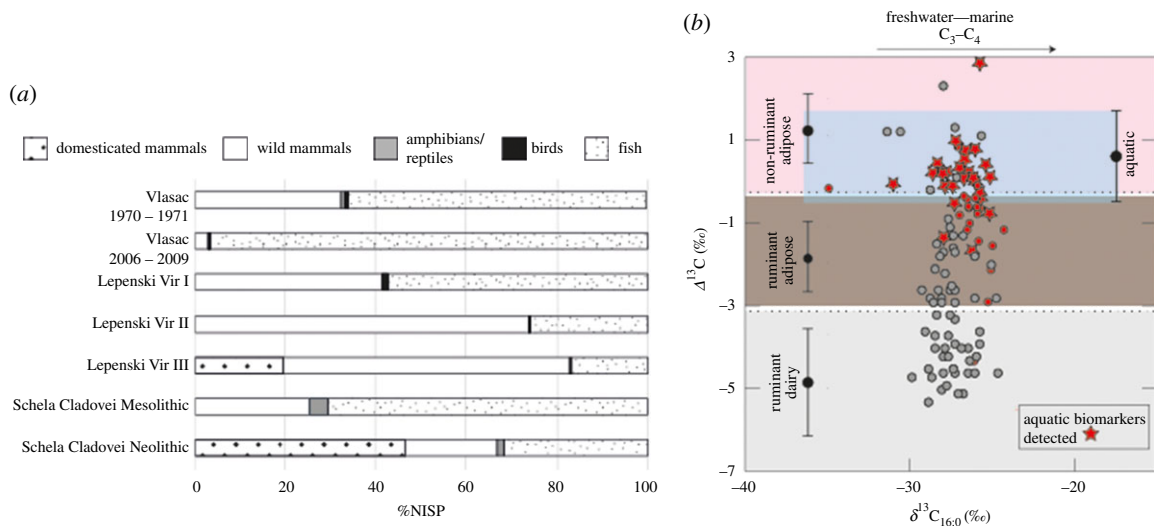 (a)
domesticated mammals
wild mammals
amphibians/
reptiles
birds
fish
Vlasac
1970 – 1971
Vlasac
2006 – 2009
Lepenski Vir I
Lepenski Vir II
Lepenski Vir III
Schela Cladovei Mesolithic
Schela Cladovei Neolithic
0 20 40 60 80 100
%NISP
(b)
freshwater—marine
C₃–C₄
3
1
–1
–3
–5
–7
Δ¹³C (‰)
non-ruminant
adipose
aquatic
ruminant
adipose
ruminant
dairy
aquatic biomarkers
detected
–40 –30 –20
δ¹³C₁₆:₀ (‰)